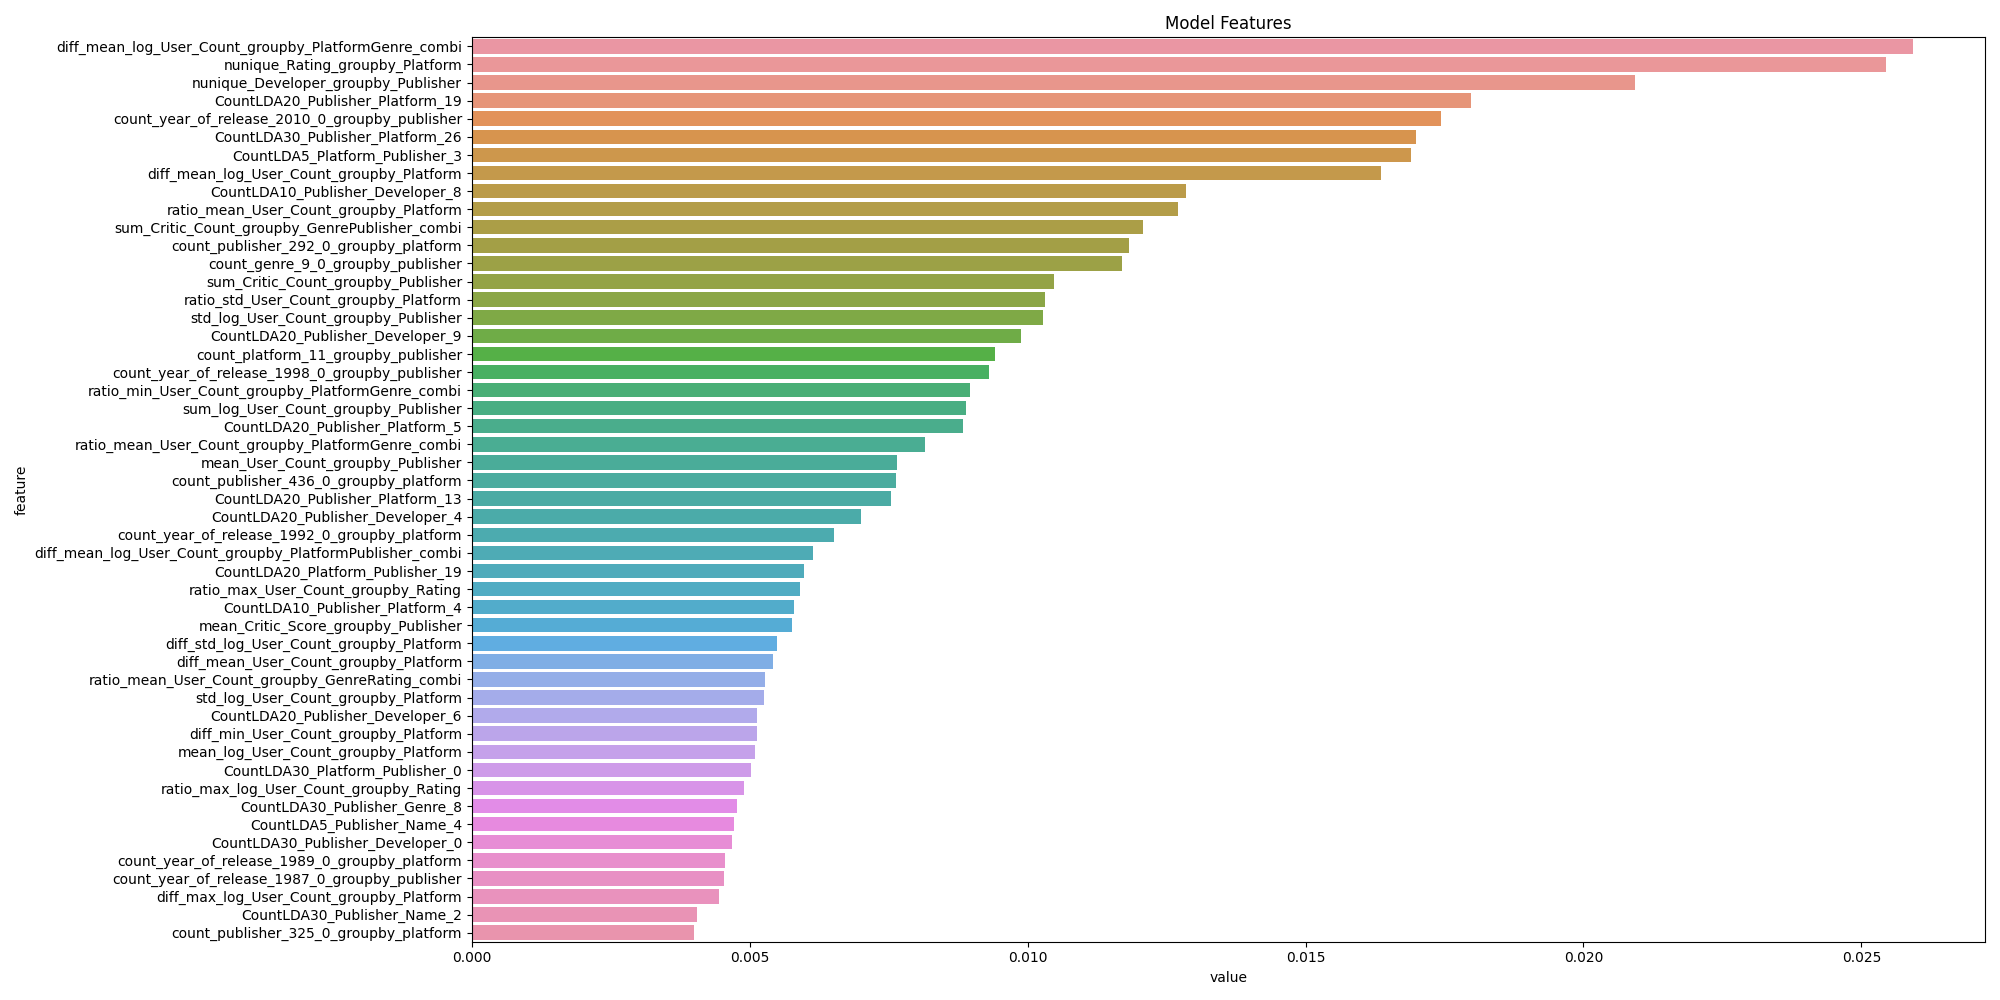 Model Features
diff_mean_log_User_Count_groupby_PlatformGenre_combi
nunique_Rating_groupby_Platform
nunique_Developer_groupby_Publisher
CountLDA20_Publisher_Platform_19
count_year_of_release_2010_0_groupby_publisher
CountLDA30_Publisher_Platform_26
CountLDA5_Platform_Publisher_3
diff_mean_log_User_Count_groupby_Platform
CountLDA10_Publisher_Developer_8
ratio_mean_User_Count_groupby_Platform
sum_Critic_Count_groupby_GenrePublisher_combi
count_publisher_292_0_groupby_platform
count_genre_9_0_groupby_publisher
sum_Critic_Count_groupby_Publisher
ratio_std_User_Count_groupby_Platform
std_log_User_Count_groupby_Publisher
CountLDA20_Publisher_Developer_9
count_platform_11_groupby_publisher
count_year_of_release_1998_0_groupby_publisher
ratio_min_User_Count_groupby_PlatformGenre_combi
sum_log_User_Count_groupby_Publisher
CountLDA20_Publisher_Platform_5
ratio_mean_User_Count_groupby_PlatformGenre_combi
mean_User_Count_groupby_Publisher
count_publisher_436_0_groupby_platform
CountLDA20_Publisher_Platform_13
CountLDA20_Publisher_Developer_4
count_year_of_release_1992_0_groupby_platform
diff_mean_log_User_Count_groupby_PlatformPublisher_combi
CountLDA20_Platform_Publisher_19
ratio_max_User_Count_groupby_Rating
CountLDA10_Publisher_Platform_4
mean_Critic_Score_groupby_Publisher
diff_std_log_User_Count_groupby_Platform
diff_mean_User_Count_groupby_Platform
ratio_mean_User_Count_groupby_GenreRating_combi
std_log_User_Count_groupby_Platform
CountLDA20_Publisher_Developer_6
diff_min_User_Count_groupby_Platform
mean_log_User_Count_groupby_Platform
CountLDA30_Platform_Publisher_0
ratio_max_log_User_Count_groupby_Rating
CountLDA30_Publisher_Genre_8
CountLDA5_Publisher_Name_4
CountLDA30_Publisher_Developer_0
count_year_of_release_1989_0_groupby_platform
count_year_of_release_1987_0_groupby_publisher
diff_max_log_User_Count_groupby_Platform
CountLDA30_Publisher_Name_2
count_publisher_325_0_groupby_platform
feature
0.000 0.005 0.010 0.015 0.020 0.025
value